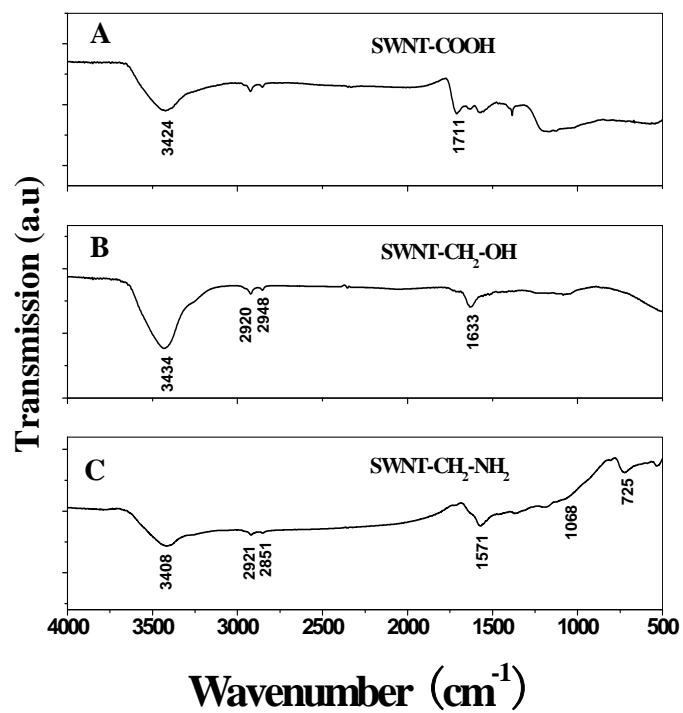 A
SWNT-COOH
3424
1711
B
SWNT-CH2-OH
3434
2920
2948
1633
C
SWNT-CH2-NH2
3408
2921
2851
1571
1068
725
4000 3500 3000 2500 2000 1500 1000 500
Transmission (a.u)
Wavenumber (cm-1)